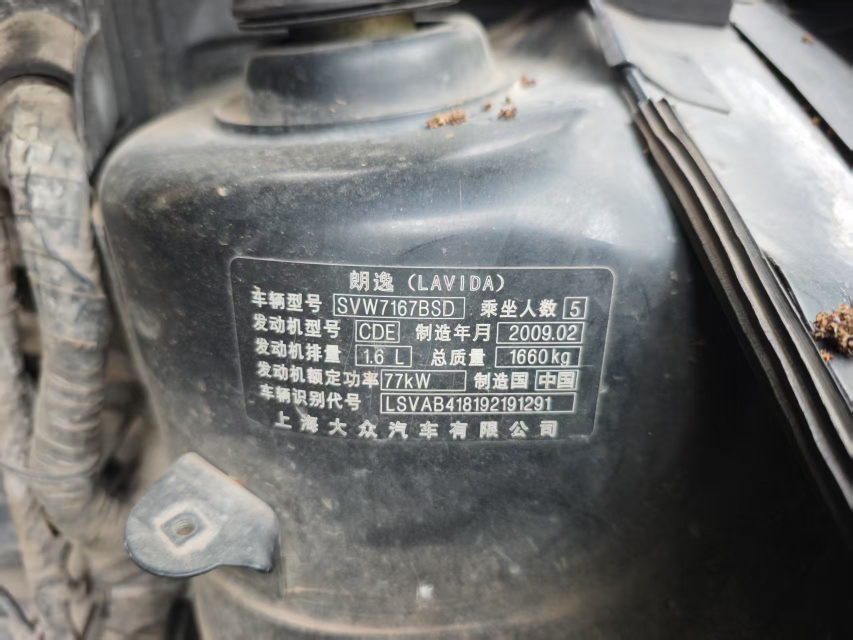 朗逸(LAVIDA)
车辆型号 SVW7167BSD 乘坐人数 5
发动机型号 CDE 制造年月 2009.02
发动机排量 1.6 L 总质量 1660kg
发动机额定功率 77kW 制造国 中国
车辆识别代号 LSVAB418192191291
上海大众汽车有限公司